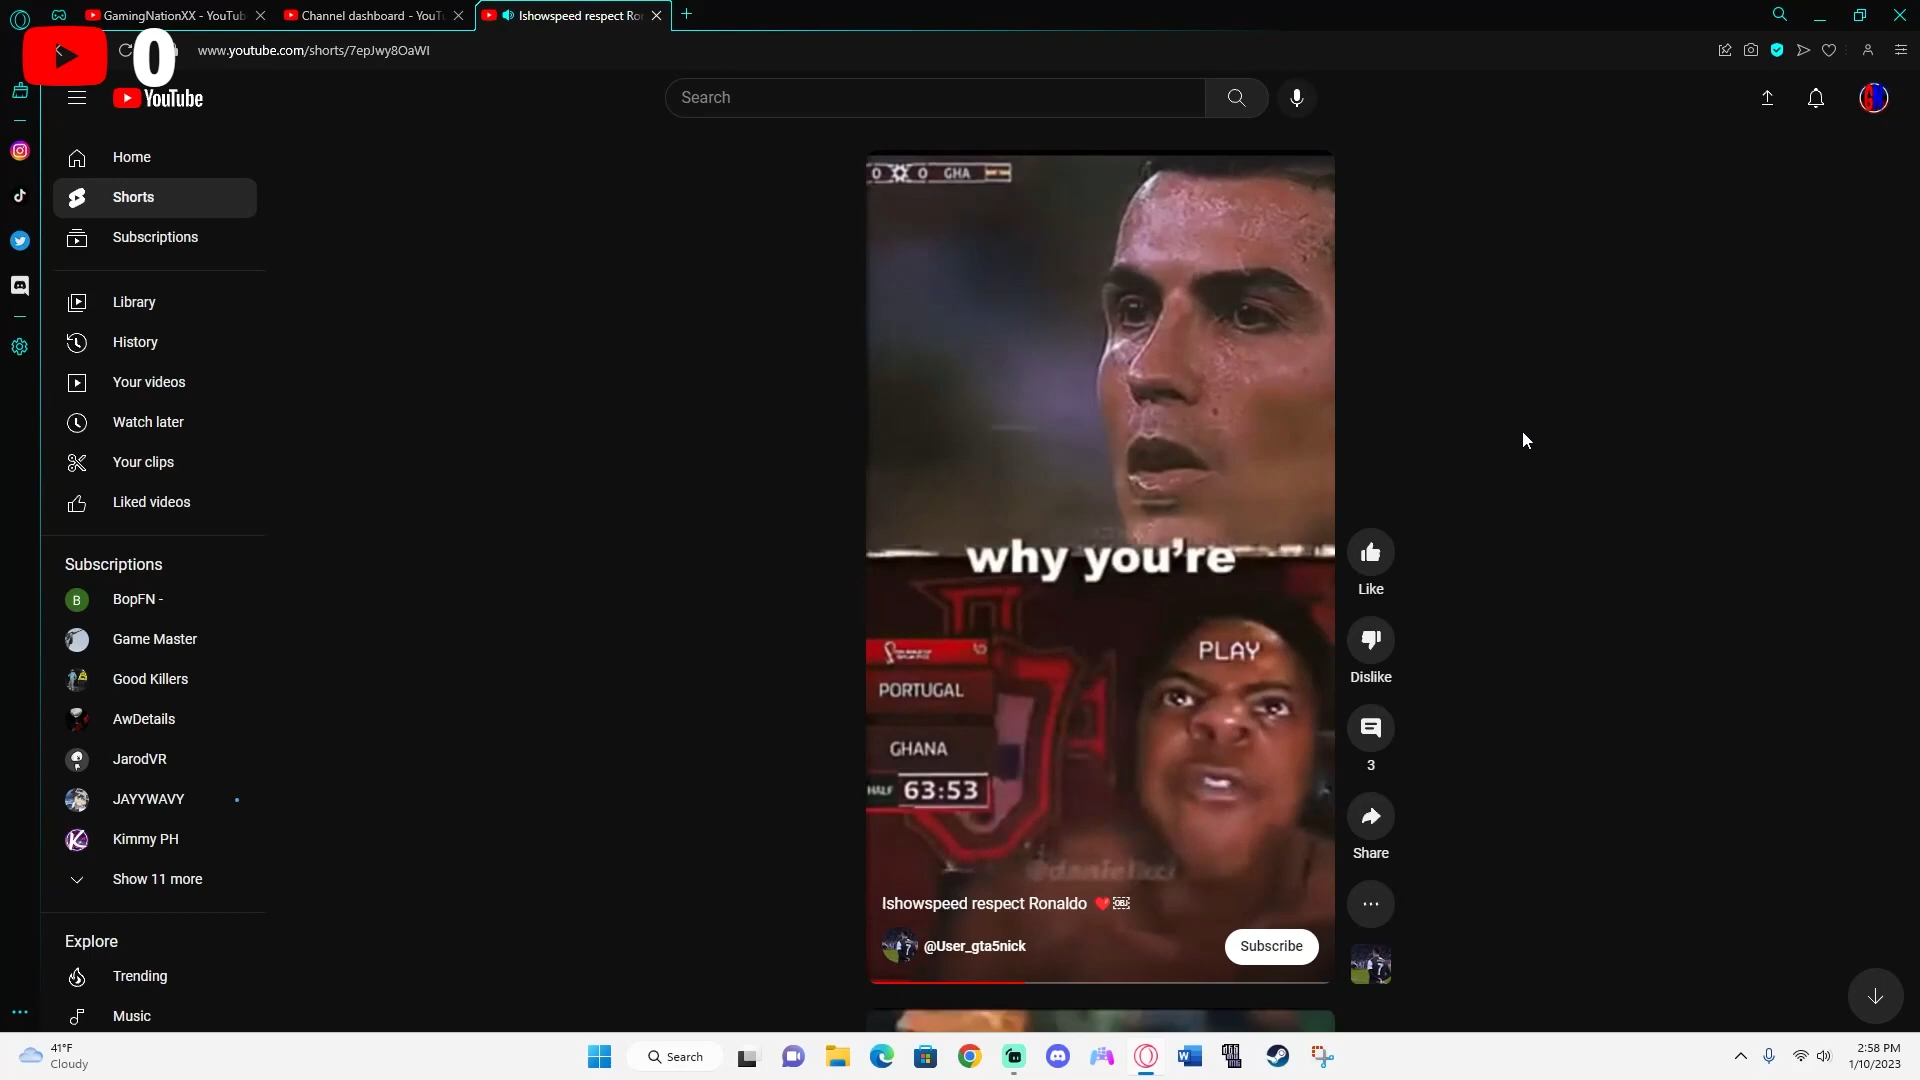 GamingNationXX - YouTub
Channel dashboard - YouTu
Ishowspeed respect Ro
0
www.youtube.com/shorts/7epJwy8OaWI
YouTube
Search
Home
Shorts
Subscriptions
Library
History
Your videos
Watch later
Your clips
Liked videos
Subscriptions
B
BopFN -
Game Master
Good Killers
AwDetails
JarodVR
JAYYWAVY
Kimmy PH
Show 11 more
Explore
Trending
Music
0 0 GHA
why you're
PLAY
PORTUGAL
GHANA
HALF 63:53
Ishowspeed respect Ronaldo ❤️
@User_gta5nick
Subscribe
Like
Dislike
3
Share
41°F
Cloudy
Search
2:58 PM
1/10/2023